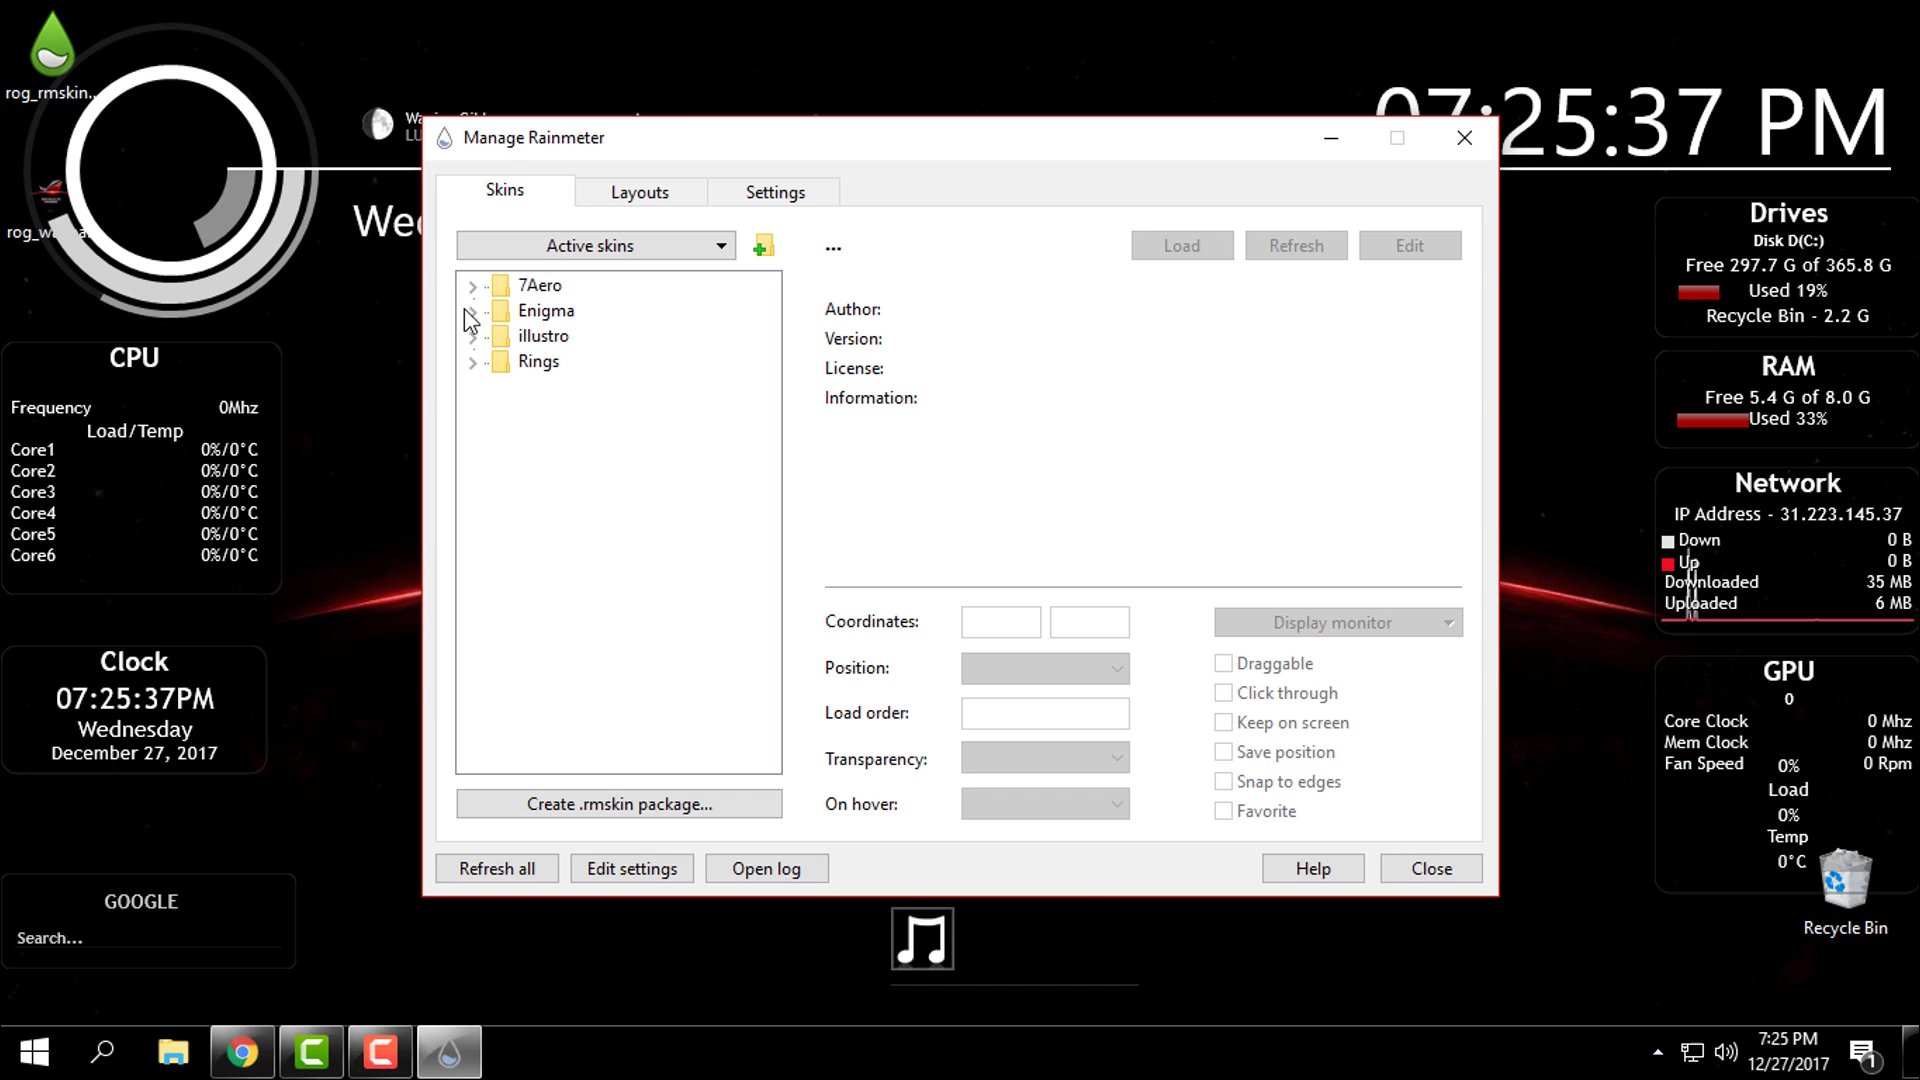 rog_rmskin...
07:25:37 PM
Manage Rainmeter
Skins
Layouts
Settings
Active skins
...
Load
Refresh
Edit
7Aero
Enigma
illustro
Rings
Author:
Version:
License:
Information:
Coordinates:
Display monitor
Position:
Load order:
Transparency:
On hover:
Draggable
Click through
Keep on screen
Save position
Snap to edges
Favorite
Create .rmskin package...
Refresh all
Edit settings
Open log
Help
Close
CPU
Frequency 0Mhz
Load/Temp
Core1 0%/0°C
Core2 0%/0°C
Core3 0%/0°C
Core4 0%/0°C
Core5 0%/0°C
Core6 0%/0°C
Clock
07:25:37PM
Wednesday
December 27, 2017
GOOGLE
Search...
Drives
Disk D(C:)
Free 297.7 G of 365.8 G
Used 19%
Recycle Bin - 2.2 G
RAM
Free 5.4 G of 8.0 G
Used 33%
Network
IP Address - 31.223.145.37
Down 0 B
Up 0 B
Downloaded 35 MB
Uploaded 6 MB
GPU
0
Core Clock 0 Mhz
Mem Clock 0 Mhz
Fan Speed 0 Rpm
0%
Load
0%
Temp
0°C
Recycle Bin
7:25 PM
12/27/2017
1